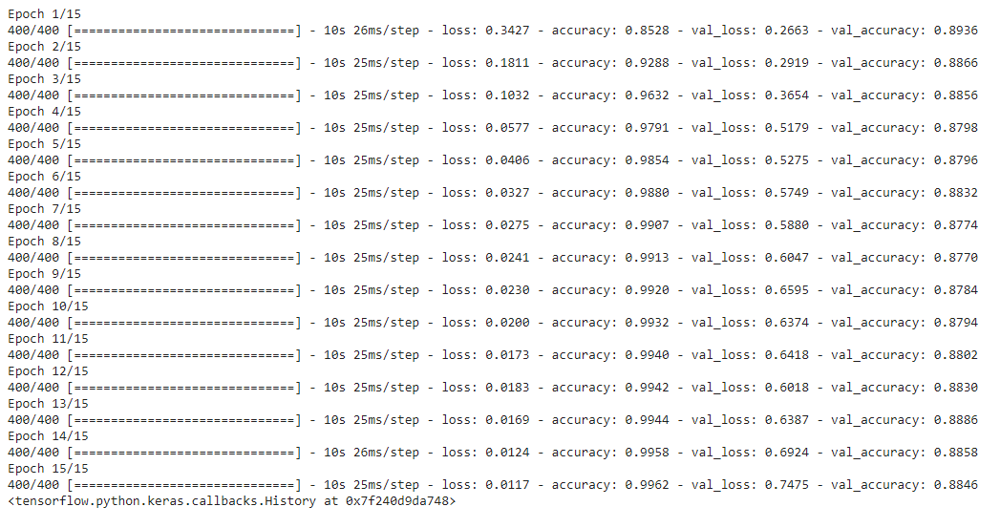 Epoch 1/15
400/400 [==============================] - 10s 26ms/step - loss: 0.3427 - accuracy: 0.8528 - val_loss: 0.2663 - val_accuracy: 0.8936
Epoch 2/15
400/400 [==============================] - 10s 25ms/step - loss: 0.1811 - accuracy: 0.9288 - val_loss: 0.2919 - val_accuracy: 0.8866
Epoch 3/15
400/400 [==============================] - 10s 25ms/step - loss: 0.1032 - accuracy: 0.9632 - val_loss: 0.3654 - val_accuracy: 0.8856
Epoch 4/15
400/400 [==============================] - 10s 25ms/step - loss: 0.0577 - accuracy: 0.9791 - val_loss: 0.5179 - val_accuracy: 0.8798
Epoch 5/15
400/400 [==============================] - 10s 25ms/step - loss: 0.0406 - accuracy: 0.9854 - val_loss: 0.5275 - val_accuracy: 0.8796
Epoch 6/15
400/400 [==============================] - 10s 25ms/step - loss: 0.0327 - accuracy: 0.9880 - val_loss: 0.5749 - val_accuracy: 0.8832
Epoch 7/15
400/400 [==============================] - 10s 25ms/step - loss: 0.0275 - accuracy: 0.9907 - val_loss: 0.5880 - val_accuracy: 0.8774
Epoch 8/15
400/400 [==============================] - 10s 25ms/step - loss: 0.0241 - accuracy: 0.9913 - val_loss: 0.6047 - val_accuracy: 0.8770
Epoch 9/15
400/400 [==============================] - 10s 25ms/step - loss: 0.0230 - accuracy: 0.9920 - val_loss: 0.6595 - val_accuracy: 0.8784
Epoch 10/15
400/400 [==============================] - 10s 25ms/step - loss: 0.0200 - accuracy: 0.9932 - val_loss: 0.6374 - val_accuracy: 0.8794
Epoch 11/15
400/400 [==============================] - 10s 25ms/step - loss: 0.0173 - accuracy: 0.9940 - val_loss: 0.6418 - val_accuracy: 0.8802
Epoch 12/15
400/400 [==============================] - 10s 25ms/step - loss: 0.0183 - accuracy: 0.9942 - val_loss: 0.6018 - val_accuracy: 0.8830
Epoch 13/15
400/400 [==============================] - 10s 25ms/step - loss: 0.0169 - accuracy: 0.9944 - val_loss: 0.6387 - val_accuracy: 0.8886
Epoch 14/15
400/400 [==============================] - 10s 26ms/step - loss: 0.0124 - accuracy: 0.9958 - val_loss: 0.6924 - val_accuracy: 0.8858
Epoch 15/15
400/400 [==============================] - 10s 25ms/step - loss: 0.0117 - accuracy: 0.9962 - val_loss: 0.7475 - val_accuracy: 0.8846
<tensorflow.python.keras.callbacks.History at 0x7f240d9da748>